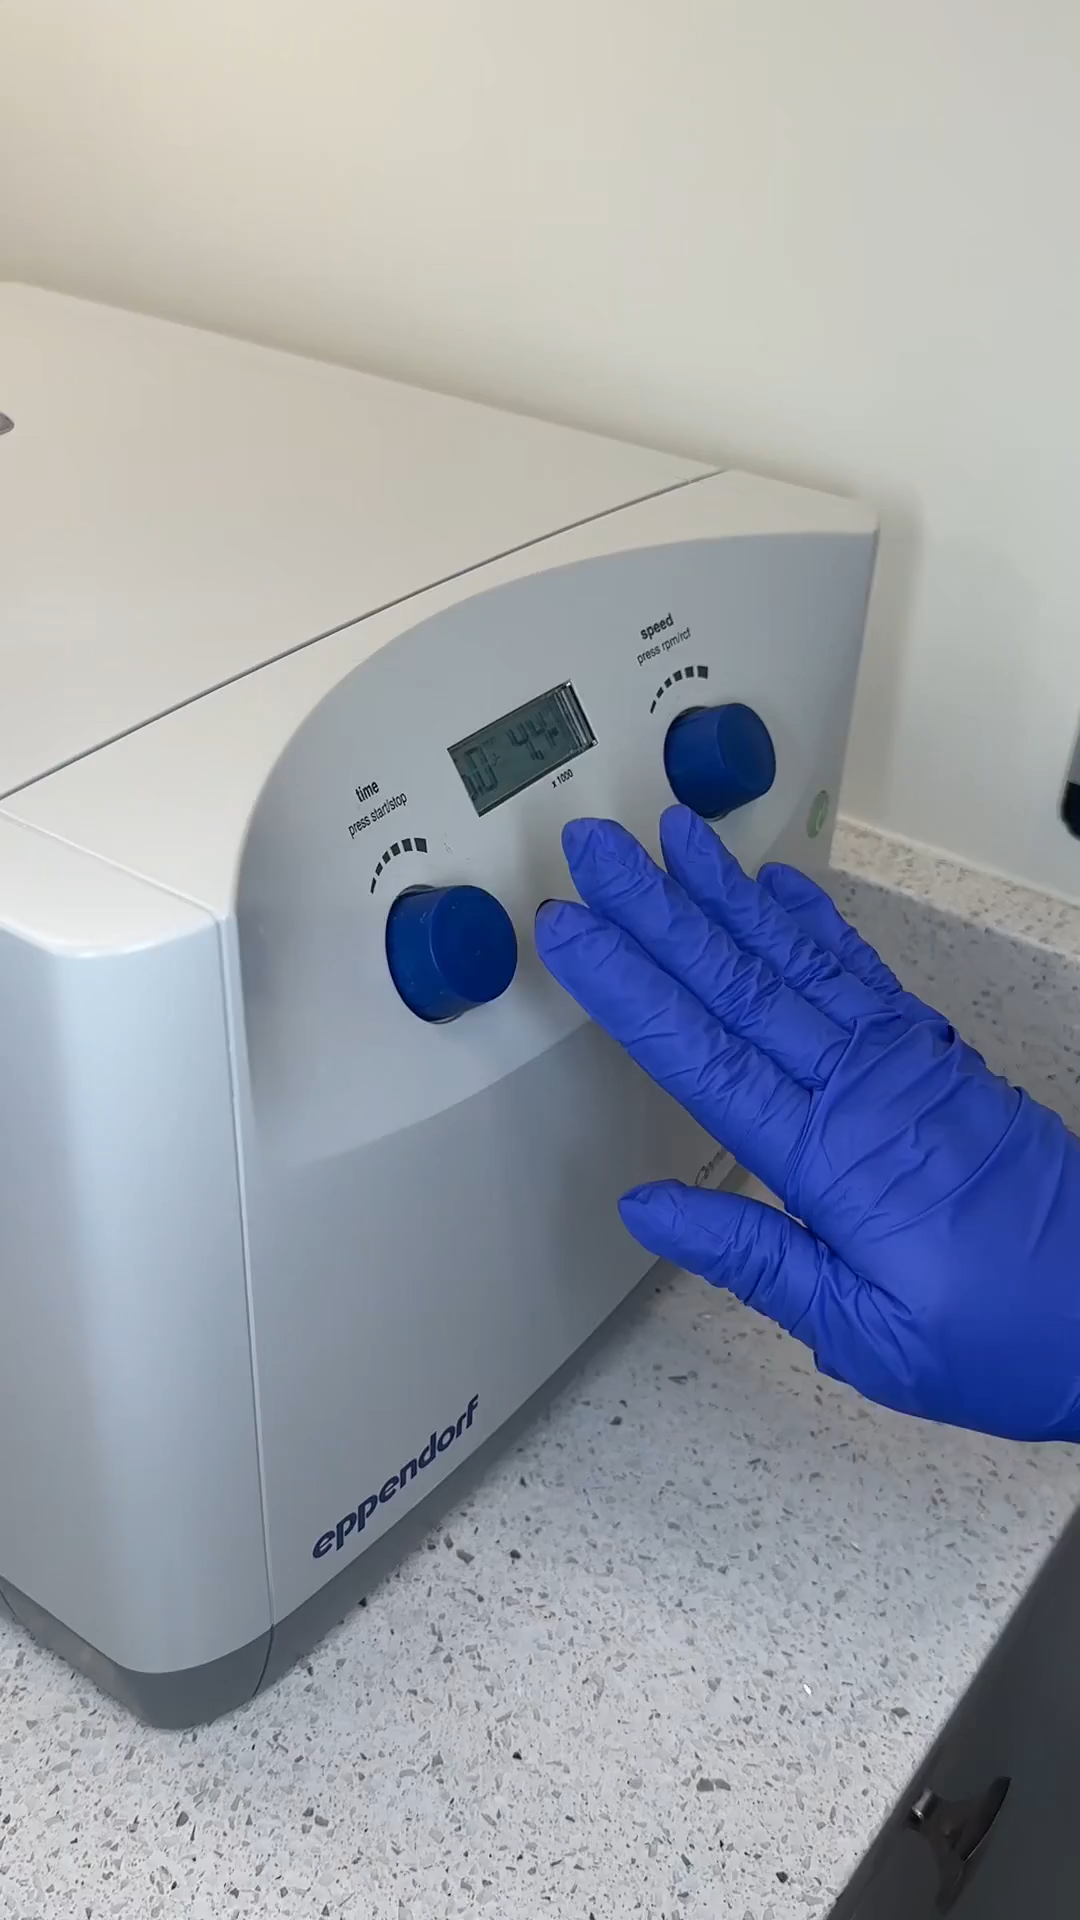 speed
press rpm/rcf
time
press start/stop
x 1000
eppendorf